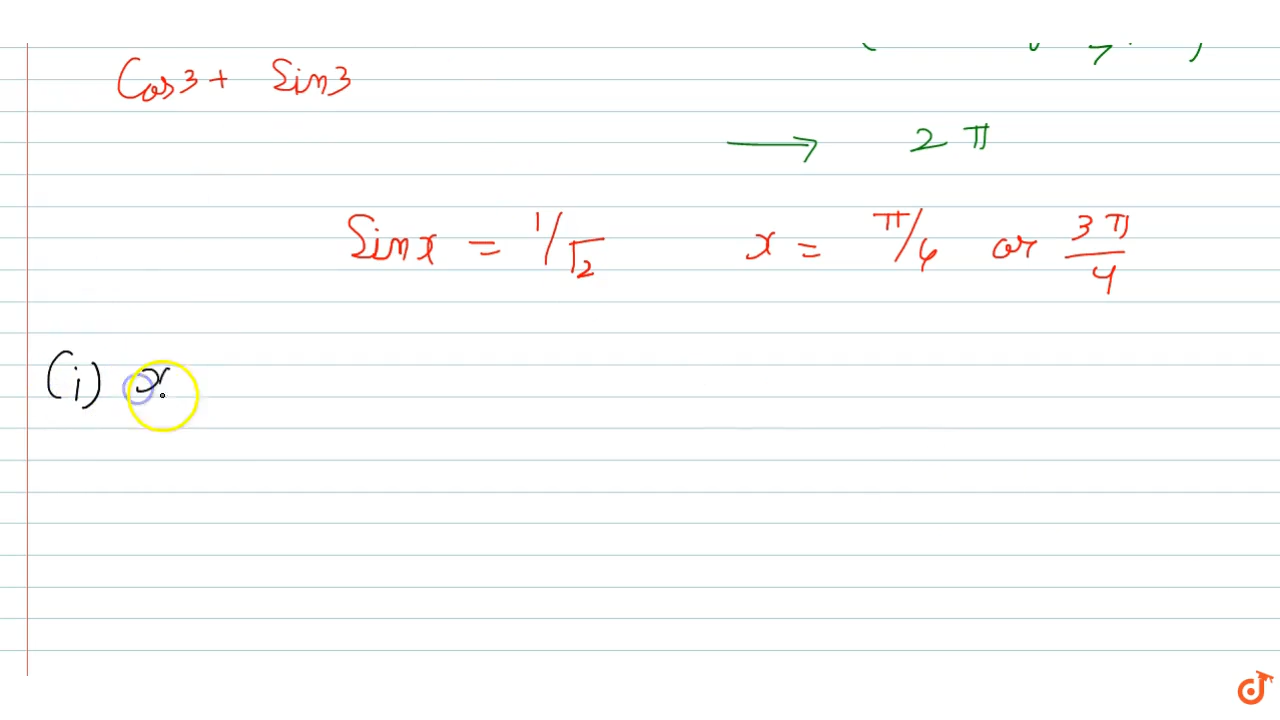 Cos3 + Sin3
→ 2π
Sinx = 1/√2 x = π/4 or 3π/4
(i) x